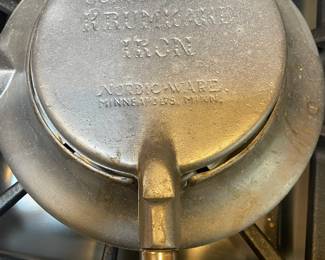 KRUMKAKE
IRON
NORDIC WARE
MINNEAPOLIS, MINN.